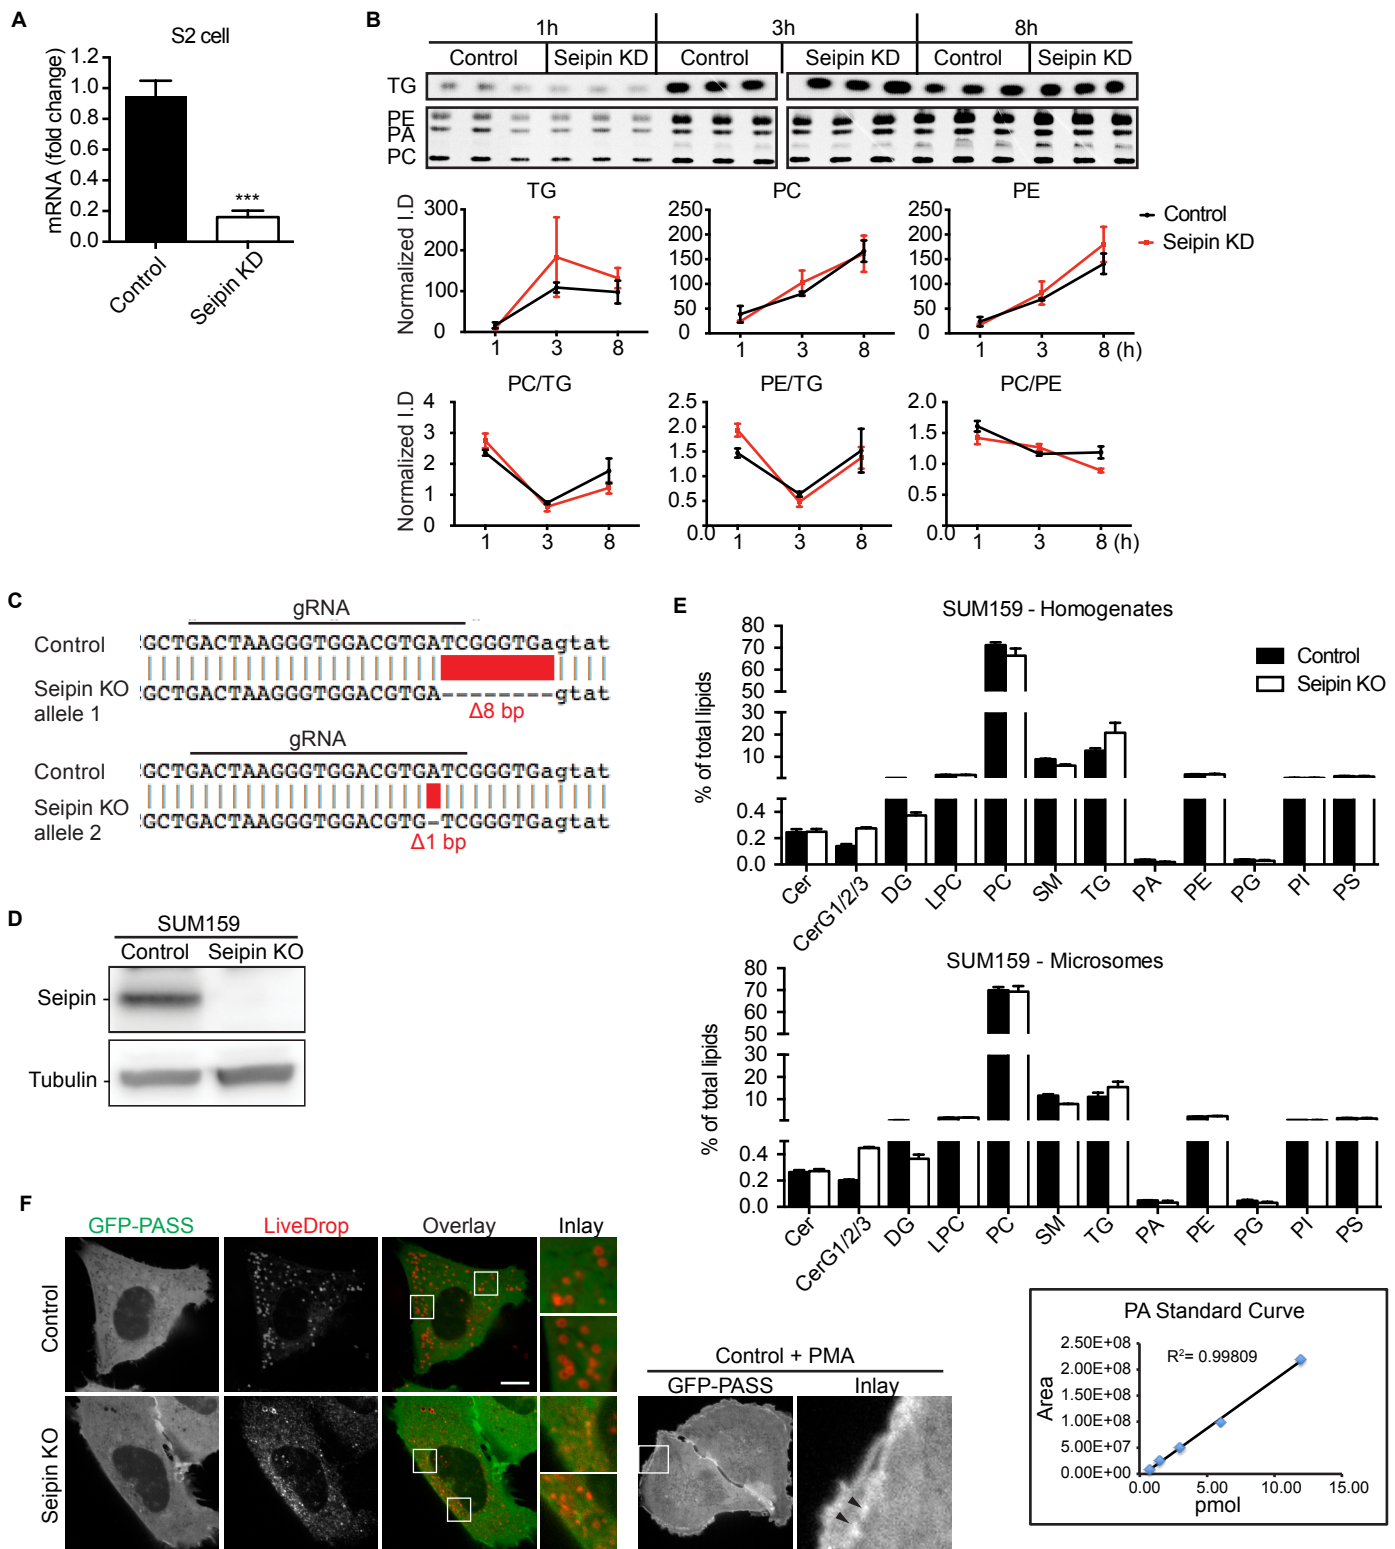 A
S2 cell
mRNA (fold change)
1.2
1.0
0.8
0.6
0.4
0.2
0.0
***
Control
Seipin KD
B
1h 3h 8h
Control Seipin KD Control Seipin KD Control Seipin KD
TG
PE
PA
PC
TG PC PE
Normalized I.D
300
200
100
0
1 3 8
250
200
150
100
50
0
1 3 8
250
200
150
100
50
0
1 3 8 (h)
Control
Seipin KD
PC/TG PE/TG PC/PE
Normalized I.D
4
3
2
1
0
1 3 8
2.5
2.0
1.5
1.0
0.5
0.0
1 3 8
2.0
1.5
1.0
0.5
0.0
1 3 8 (h)
C
gRNA
Control GCTGACTAAGGGTGGACGTGATCGGGTGagtat
Seipin KO allele 1 GCTGACTAAGGGTGGACGTGA--------gtat
Δ8 bp
gRNA
Control GCTGACTAAGGGTGGACGTGATCGGGTGagtat
Seipin KO allele 2 GCTGACTAAGGGTGGACGTG-TCGGGTGagtat
Δ1 bp
D
SUM159
Control Seipin KO
Seipin
Tubulin
E
SUM159 - Homogenates
% of total lipids
80
70
60
50
30
20
10
0.4
0.2
0.0
Control
Seipin KO
Cer CerG1/2/3 DG LPC PC SM TG PA PE PG PI PS
SUM159 - Microsomes
% of total lipids
80
70
60
50
30
20
10
0.4
0.2
0.0
Cer CerG1/2/3 DG LPC PC SM TG PA PE PG PI PS
F
GFP-PASS LiveDrop Overlay Inlay
Control
Seipin KO
Control + PMA
GFP-PASS Inlay
PA Standard Curve
R²= 0.99809
Area
2.50E+08
2.00E+08
1.50E+08
1.00E+08
5.00E+07
0.00E+00
0.00 5.00 10.00 15.00
pmol